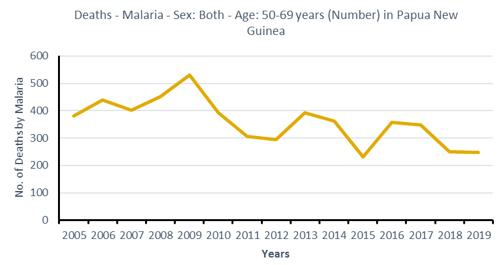 Deaths - Malaria - Sex: Both - Age: 50-69 years (Number) in Papua New
Guinea
No. of Deaths by Malaria
600
500
400
300
200
100
0
2005 2006 2007 2008 2009 2010 2011 2012 2013 2014 2015 2016 2017 2018 2019
Years